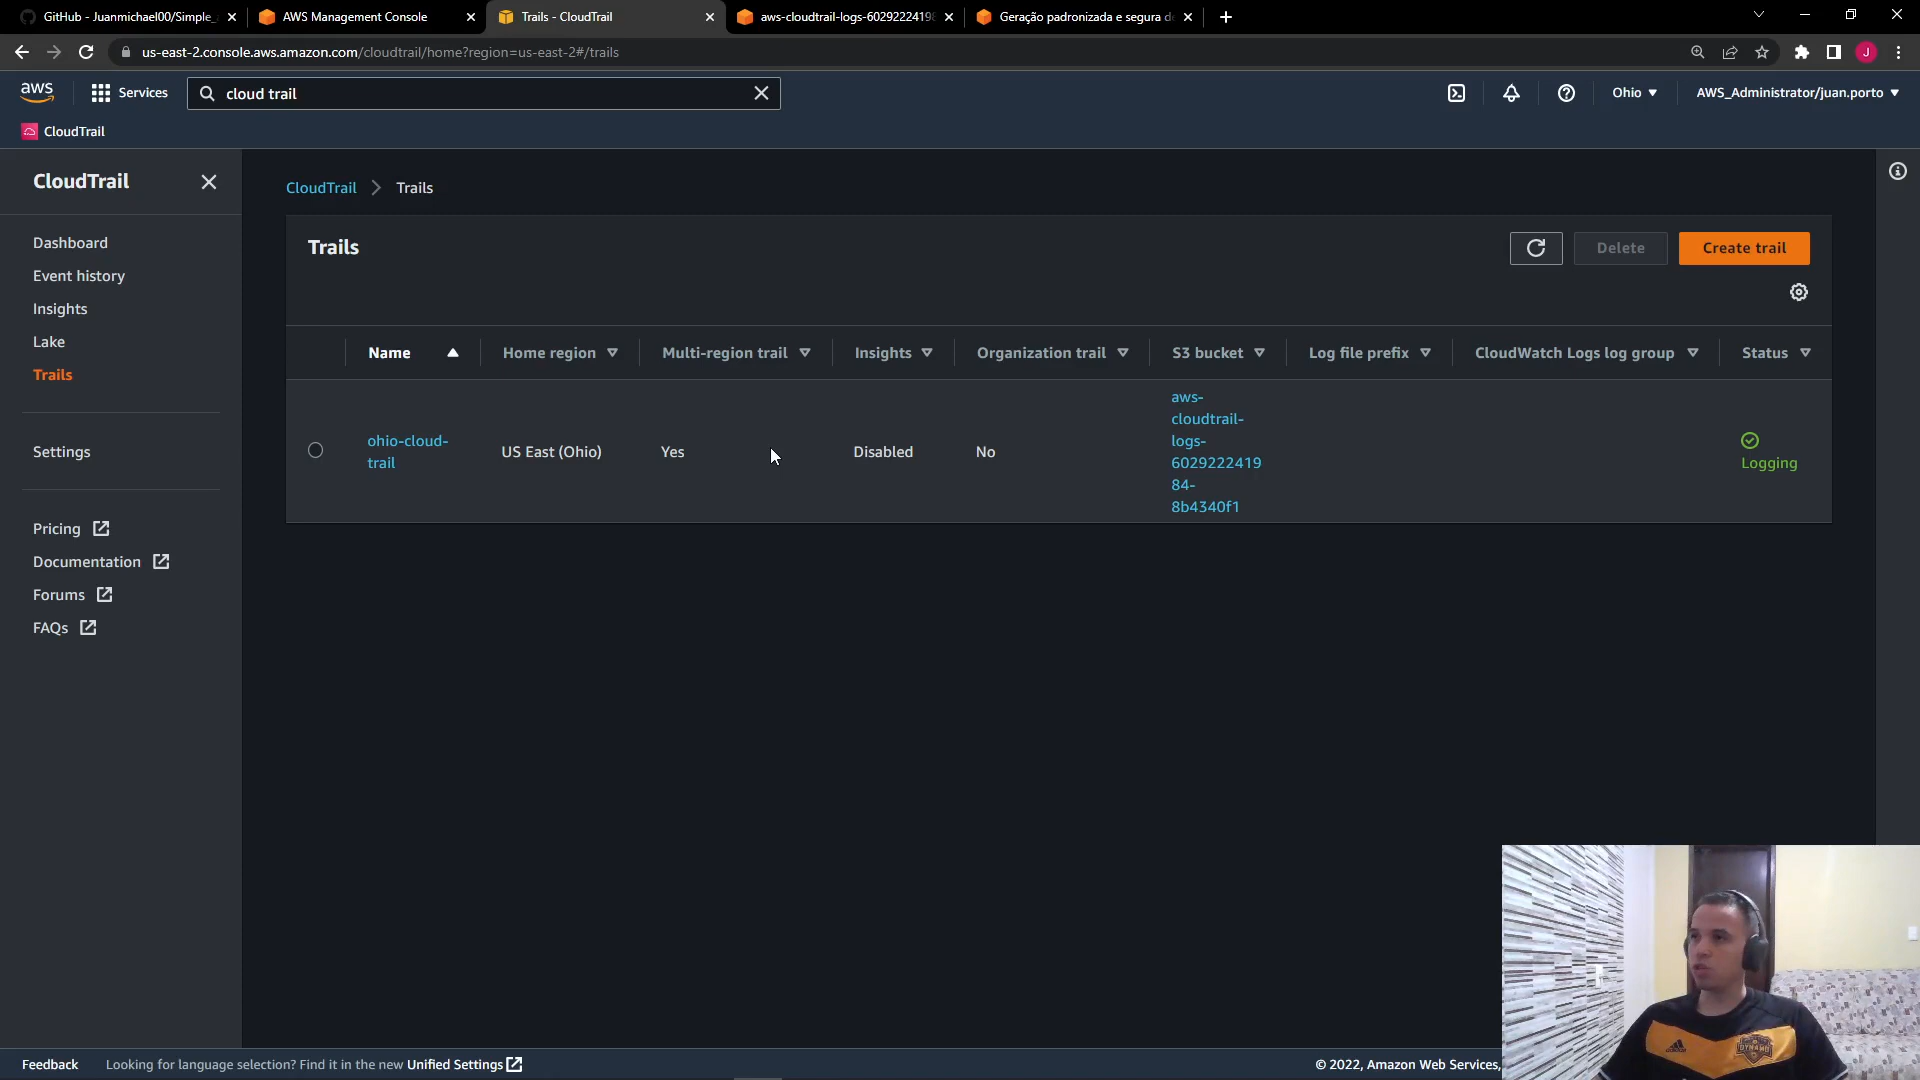 GitHub - Juanmichael00/Simple_
AWS Management Console
Trails - CloudTrail
aws-cloudtrail-logs-6029222419
Geração padronizada e segura d
us-east-2.console.aws.amazon.com/cloudtrail/home?region=us-east-2#/trails
J
aws
Services
cloud trail
Ohio
AWS_Administrator/juan.porto
CloudTrail
CloudTrail
Dashboard
Event history
Insights
Lake
Trails
Settings
Pricing
Documentation
Forums
FAQs
CloudTrail
Trails
Trails
Delete
Create trail
Name
Home region
Multi-region trail
Insights
Organization trail
S3 bucket
Log file prefix
CloudWatch Logs log group
Status
ohio-cloud-
trail
US East (Ohio)
Yes
Disabled
No
aws-
cloudtrail-
logs-
6029222419
84-
8b4340f1
Logging
Feedback
Looking for language selection? Find it in the new Unified Settings
© 2022, Amazon Web Services,
adidas
DYNAMO